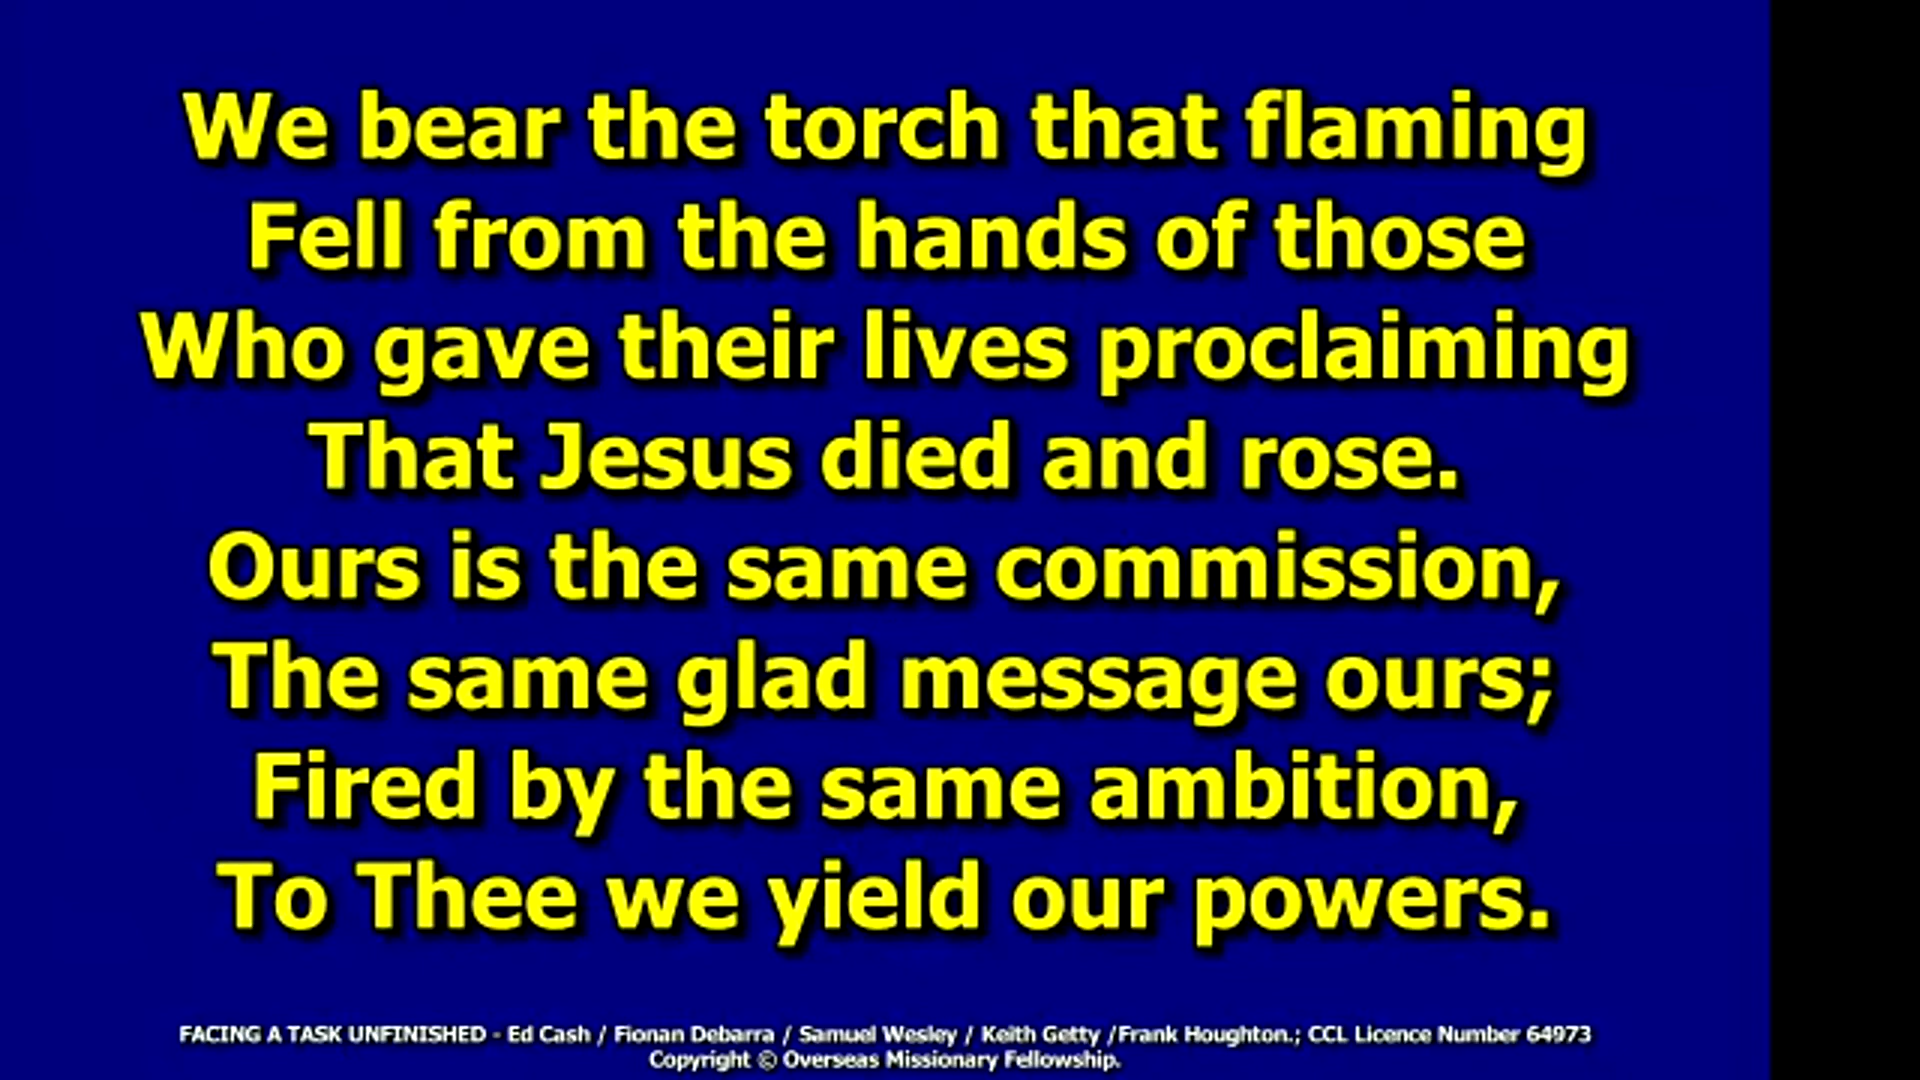 We bear the torch that flaming
Fell from the hands of those
Who gave their lives proclaiming
That Jesus died and rose.
Ours is the same commission,
The same glad message ours;
Fired by the same ambition,
To Thee we yield our powers.
FACING A TASK UNFINISHED - Ed Cash / Fionan Debarra / Samuel Wesley / Keith Getty /Frank Houghton.; CCL Licence Number 64973
Copyright © Overseas Missionary Fellowship.